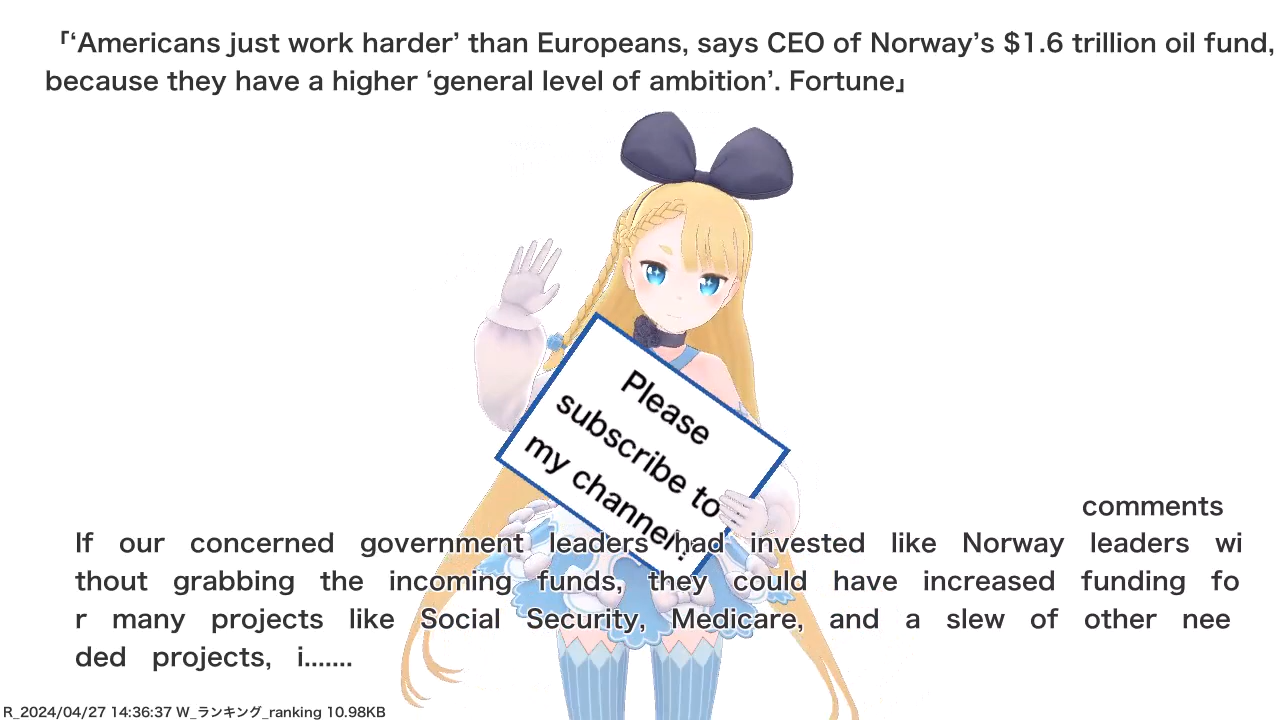 「‘Americans just work harder’ than Europeans, says CEO of Norway’s $1.6 trillion oil fund,
because they have a higher ‘general level of ambition’. Fortune」
Please
subscribe to
my channel!
comments
If our concerned government leaders had invested like Norway leaders wi
thout grabbing the incoming funds, they could have increased funding fo
r many projects like Social Security, Medicare, and a slew of other nee
ded projects, i.......
R_2024/04/27 14:36:37 W_ランキング_ranking 10.98KB